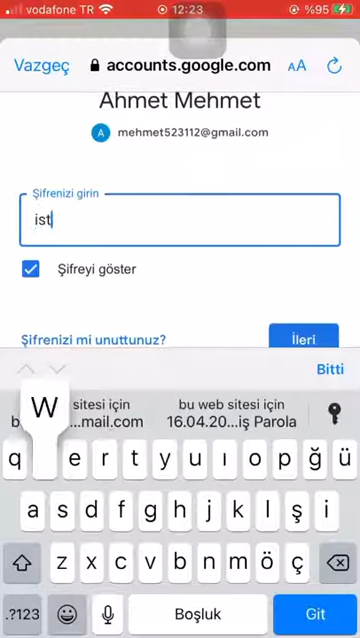 vodafone TR 12:23 %95
Vazgeç accounts.google.com AA
Ahmet Mehmet
A mehmet523112@gmail.com
Şifrenizi girin
ist
Şifreyi göster
Şifrenizi mi unuttunuz? İleri
Bitti
sitesi için bu web sitesi için
b ...mail.com 16.04.20...iş Parola
W
q e r t y u ı o p ğ ü
a s d f g h j k l ş i
z x c v b n m ö ç
.?123 Boşluk Git